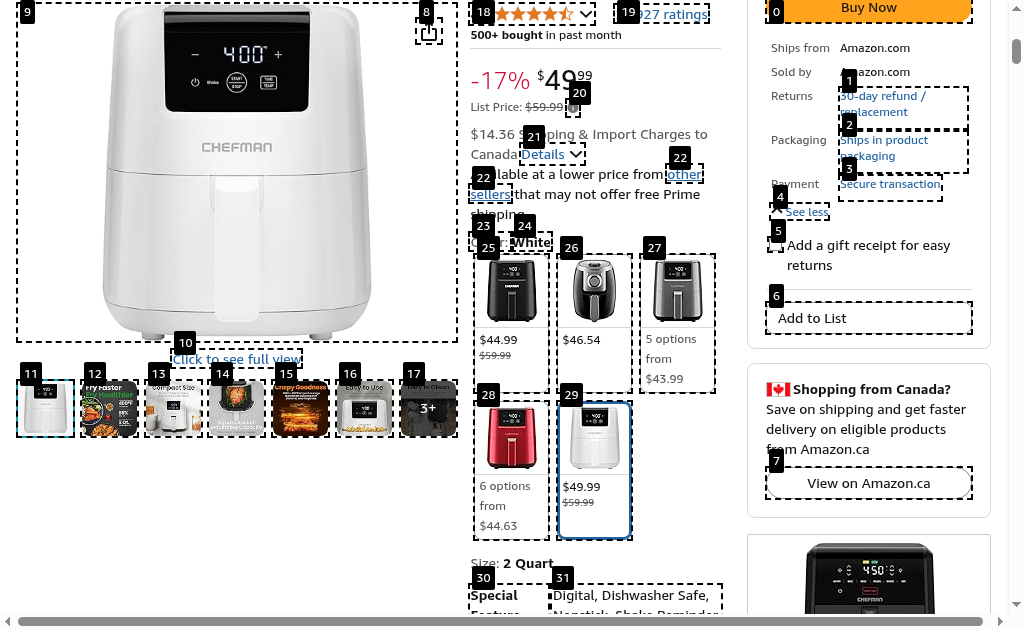 9
8
400
Shake
START STOP
TIME TEMP
CHEFMAN
10
Click to see full view
11
12
13
14
15
16
17
Fry Faster
Fry Healthier
Compact Size
Crispy Goodness
Easy to Use
3+
18
19
927 ratings
500+ bought in past month
-17% $49.99
20
List Price: $59.99
21
$14.36 Shipping & Import Charges to
Canada Details
22
Available at a lower price from other
22
sellers that may not offer free Prime
shipping.
23
24
Color: White
25
26
27
$44.99
$59.99
$46.54
5 options
from
$43.99
28
29
6 options
from
$44.63
$49.99
$59.99
Size: 2 Quart
30
31
Special
Feature
Digital, Dishwasher Safe,
Nonstick, Shake Reminder
0
Buy Now
Ships from Amazon.com
Sold by Amazon.com
1
Returns 30-day refund /
replacement
2
Packaging Ships in product
packaging
3
Payment Secure transaction
4
See less
5
Add a gift receipt for easy
returns
6
Add to List
Shopping from Canada?
Save on shipping and get faster
delivery on eligible products
from Amazon.ca
7
View on Amazon.ca
450
CHEFMAN